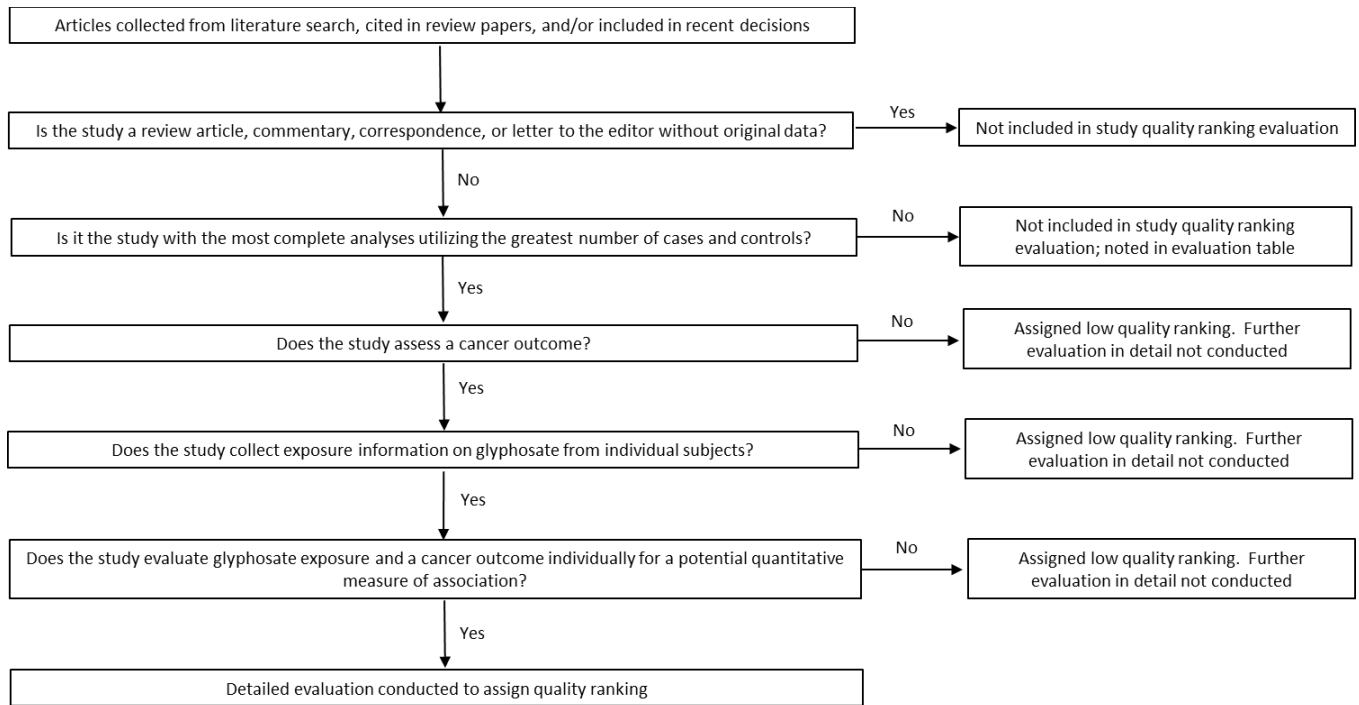 Articles collected from literature search, cited in review papers, and/or included in recent decisions
Is the study a review article, commentary, correspondence, or letter to the editor without original data?
Yes
Not included in study quality ranking evaluation
No
Is it the study with the most complete analyses utilizing the greatest number of cases and controls?
No
Not included in study quality ranking
evaluation; noted in evaluation table
Yes
Does the study assess a cancer outcome?
No
Assigned low quality ranking. Further
evaluation in detail not conducted
Yes
Does the study collect exposure information on glyphosate from individual subjects?
No
Assigned low quality ranking. Further
evaluation in detail not conducted
Yes
Does the study evaluate glyphosate exposure and a cancer outcome individually for a potential quantitative
measure of association?
No
Assigned low quality ranking. Further
evaluation in detail not conducted
Yes
Detailed evaluation conducted to assign quality ranking